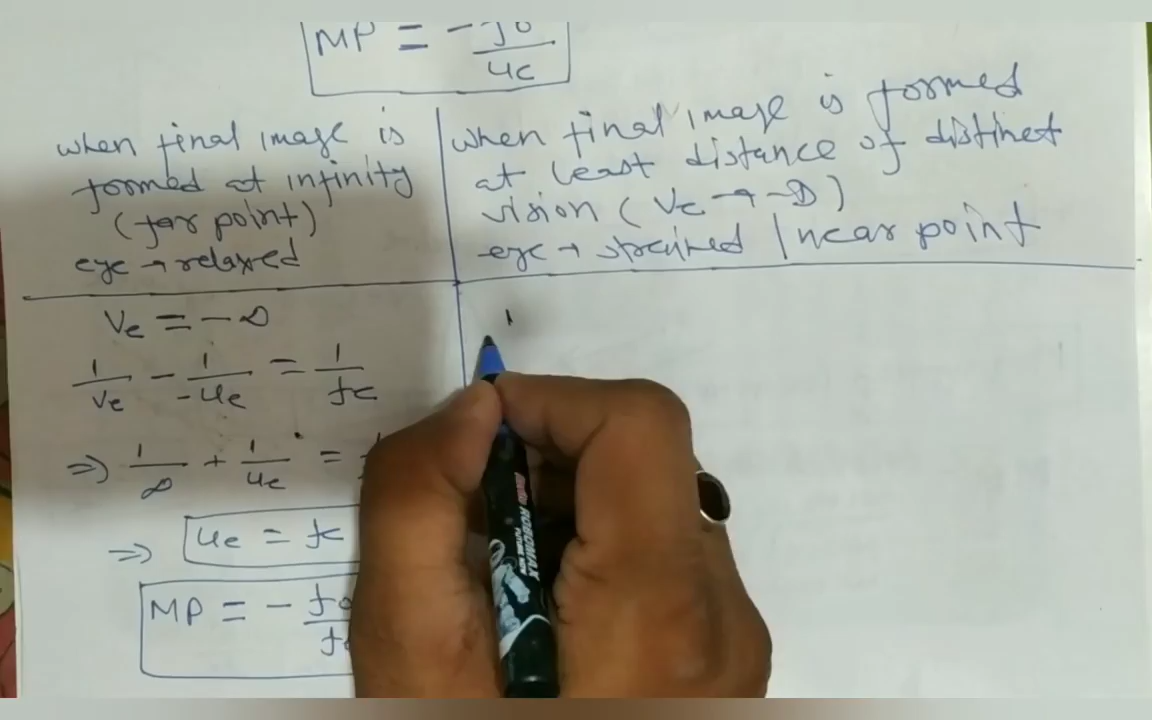 MP = - fo
ue
when final image is
formed at infinity
(far point)
eye → relaxed
when final image is formed
at least distance of distinct
vision (Ve → -D)
eye → strained | near point
Ve = - ∞
1/Ve - 1/-ue = 1/fe
⇒ 1/∞ + 1/ue =
⇒ ue = fe
MP = - fo